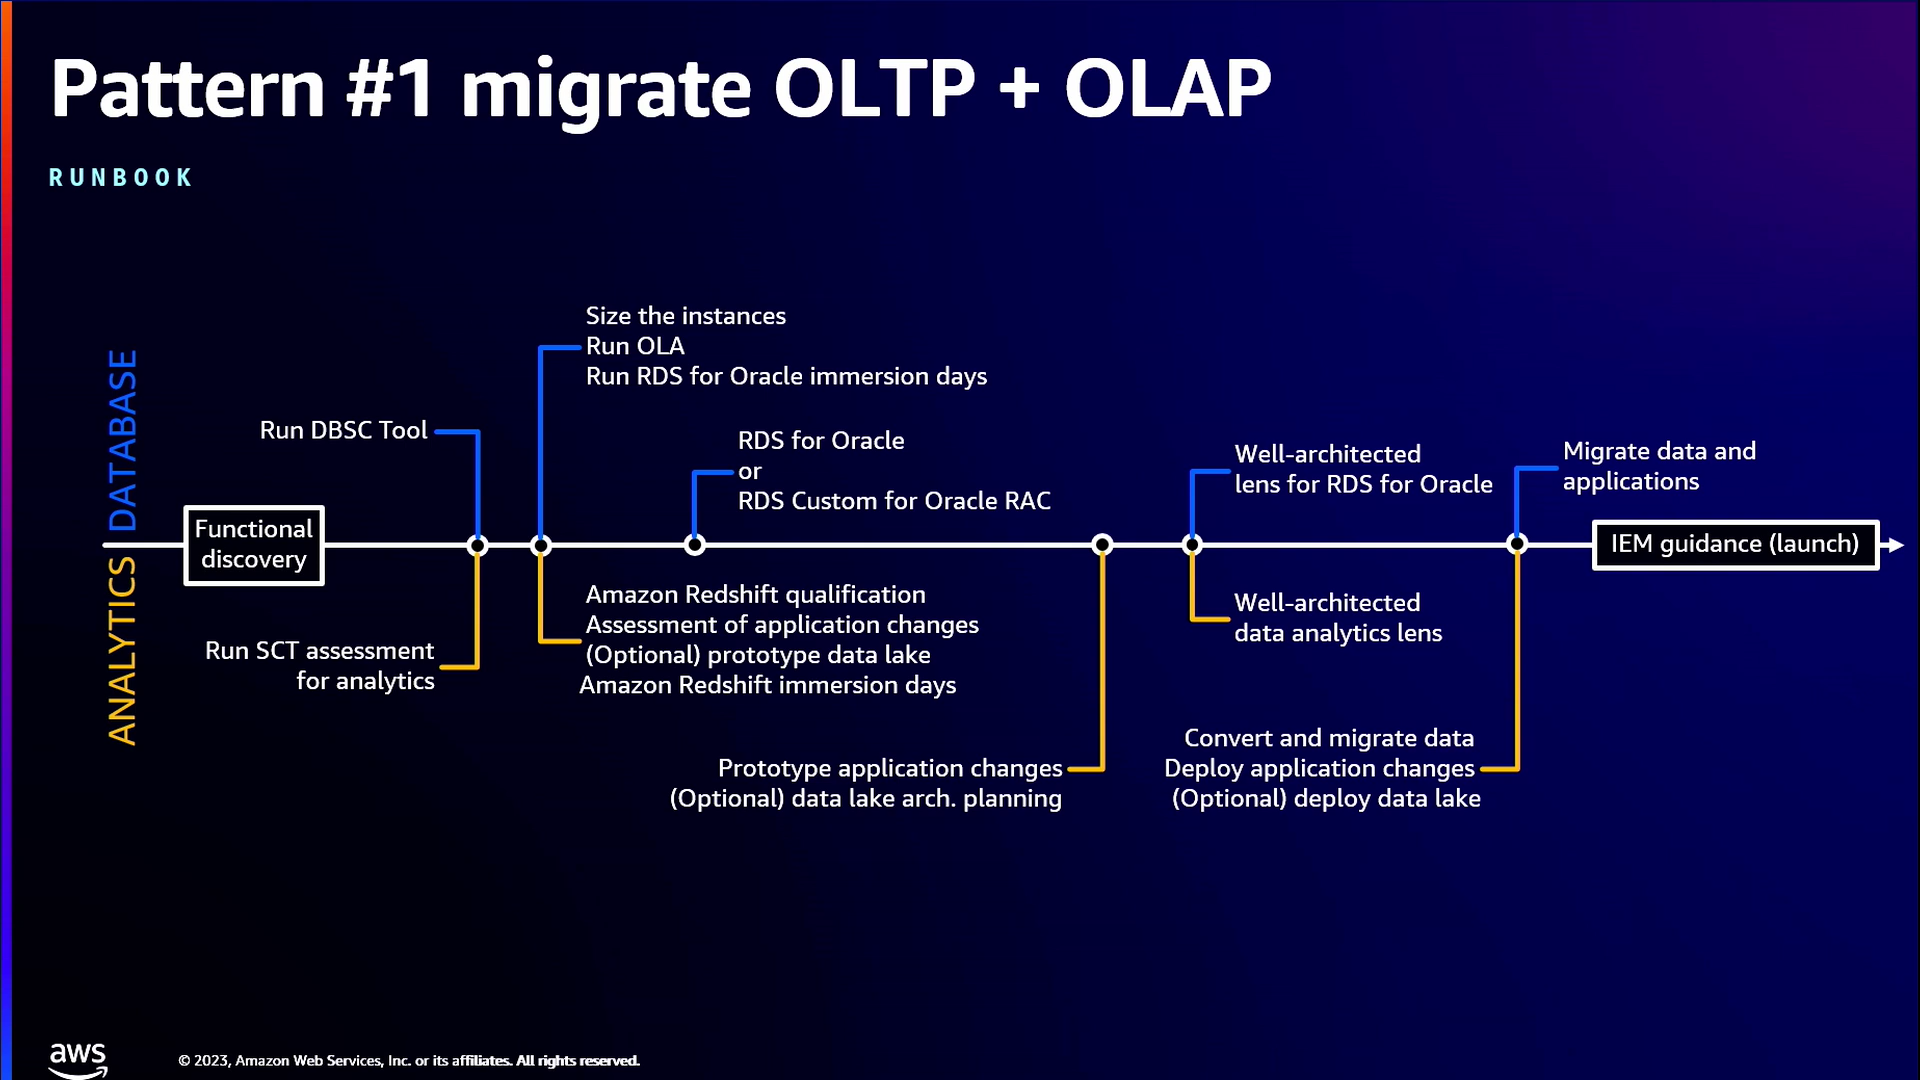 Pattern #1 migrate OLTP + OLAP
RUNBOOK
DATABASE
ANALYTICS
Functional
discovery
Run DBSC Tool
Run SCT assessment
for analytics
Size the instances
Run OLA
Run RDS for Oracle immersion days
Amazon Redshift qualification
Assessment of application changes
(Optional) prototype data lake
Amazon Redshift immersion days
RDS for Oracle
or
RDS Custom for Oracle RAC
Prototype application changes
(Optional) data lake arch. planning
Well-architected
lens for RDS for Oracle
Well-architected
data analytics lens
Migrate data and
applications
Convert and migrate data
Deploy application changes
(Optional) deploy data lake
IEM guidance (launch)
aws
© 2023, Amazon Web Services, Inc. or its affiliates. All rights reserved.